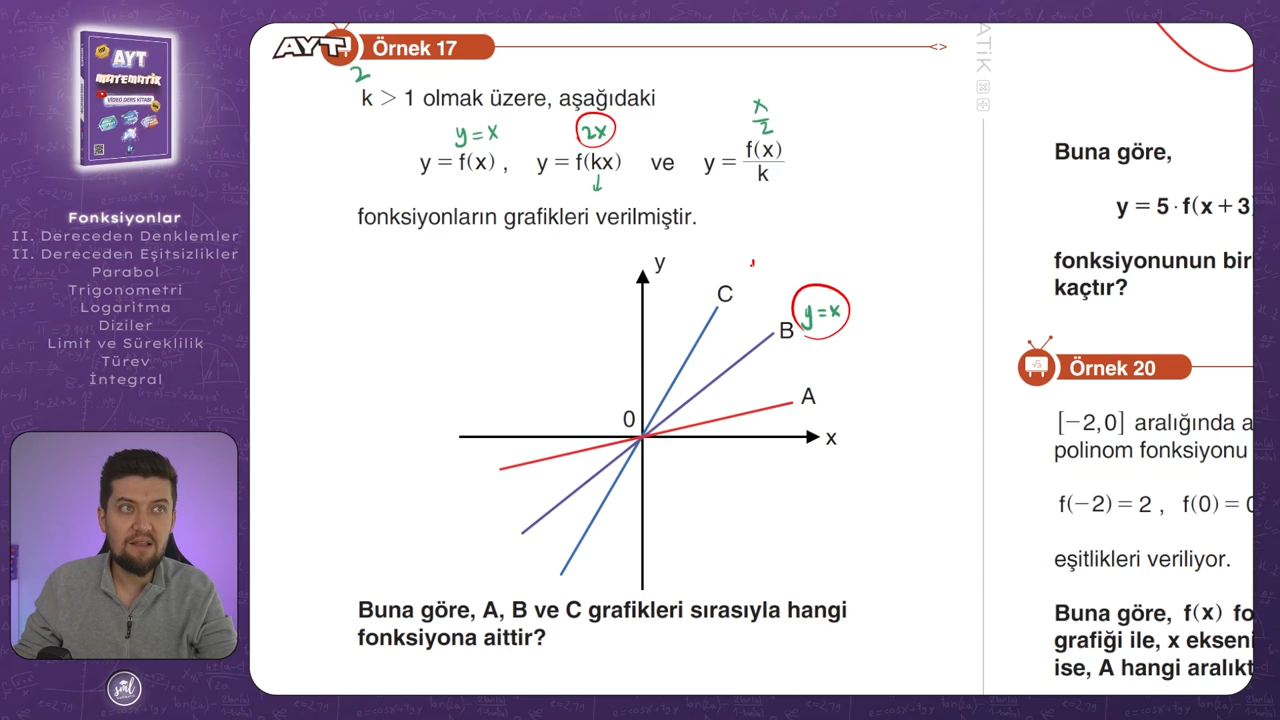 AYT
MATEMATİK
VİDEO DERS KİTABI
Fonksiyonlar
II. Dereceden Denklemler
II. Dereceden Eşitsizlikler
Parabol
Trigonometri
Logaritma
Diziler
Limit ve Süreklilik
Türev
İntegral
sml
AYT Örnek 17
2
k > 1 olmak üzere, aşağıdaki
y = x 2x x/2
y = f(x) , y = f(kx) ve y = f(x)/k
fonksiyonların grafikleri verilmiştir.
y
C
y = x
B
A
0
x
Buna göre, A, B ve C grafikleri sırasıyla hangi
fonksiyona aittir?
ATİK
Buna göre,
y = 5 · f(x + 3)
fonksiyonunun bir
kaçtır?
√5 Örnek 20
[−2,0] aralığında a
polinom fonksiyonu
f(−2) = 2 , f(0) = 0
eşitlikleri veriliyor.
Buna göre, f(x) fo
grafiği ile, x ekseni
ise, A hangi aralıkt